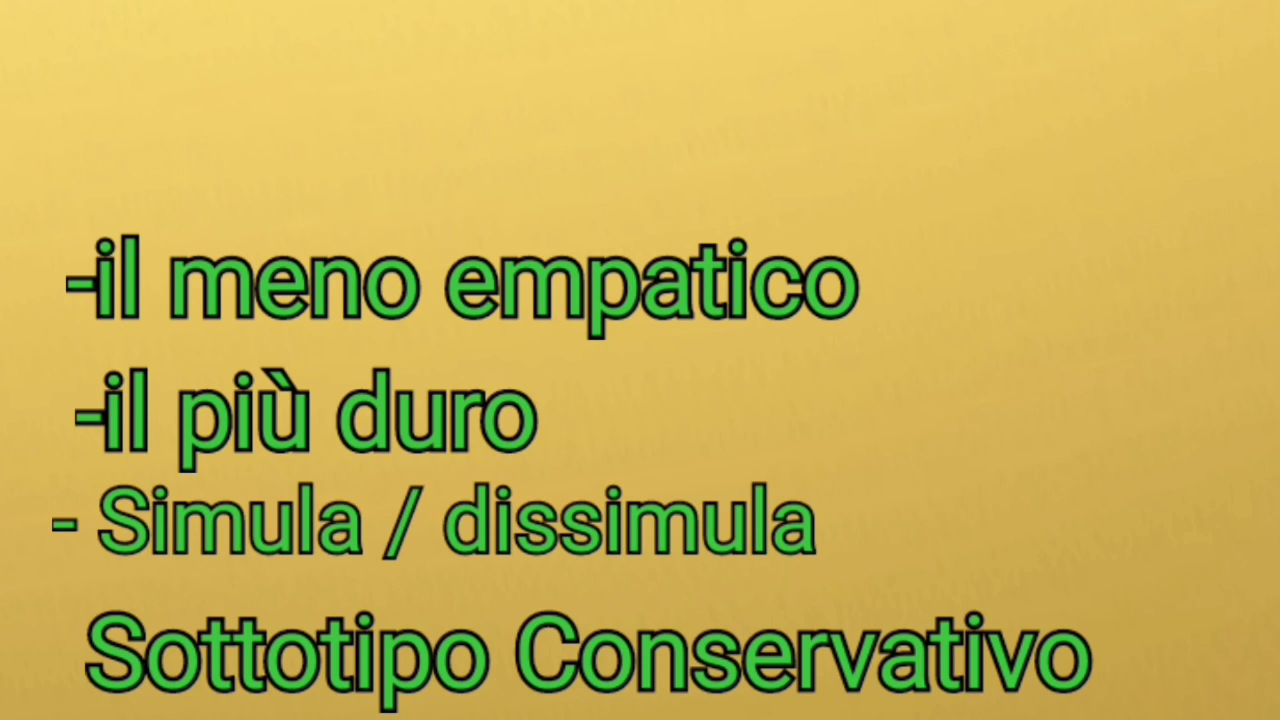 -il meno empatico
-il più duro
- Simula / dissimula
Sottotipo Conservativo